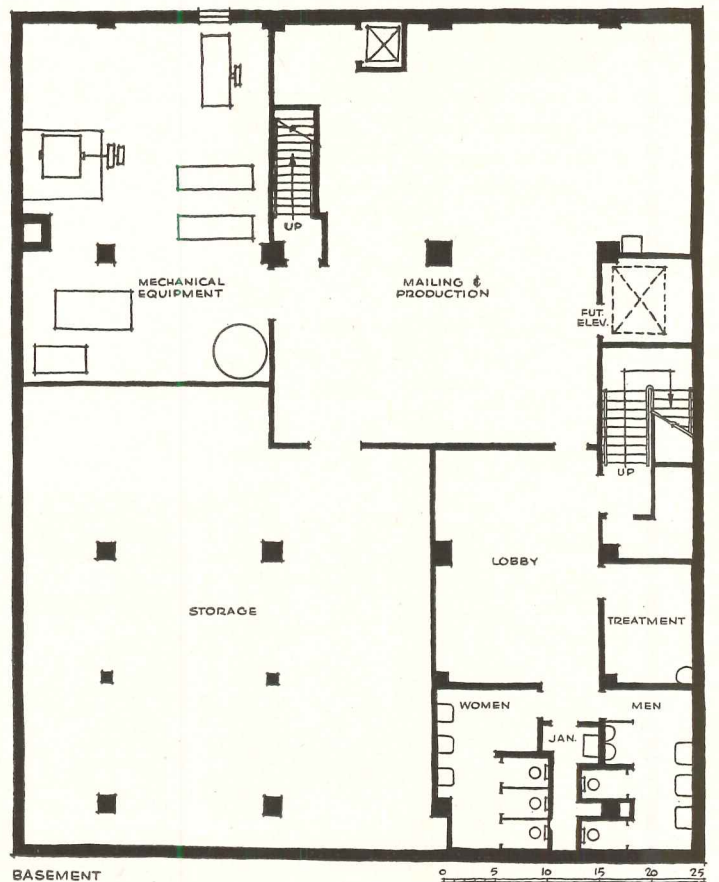 UP
MECHANICAL
EQUIPMENT
MAILING &
PRODUCTION
FUT.
ELEV.
UP
LOBBY
STORAGE
TREATMENT
WOMEN
MEN
JAN.
BASEMENT
0 5 10 15 20 25